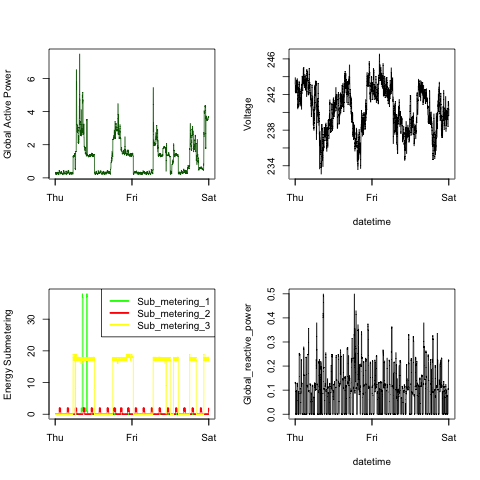 Global Active Power
0 2 4 6
Thu Fri Sat
Voltage
234 238 242 246
Thu Fri Sat
datetime
Energy Submetering
0 10 20 30
Sub_metering_1
Sub_metering_2
Sub_metering_3
Thu Fri Sat
Global_reactive_power
0.0 0.1 0.2 0.3 0.4 0.5
Thu Fri Sat
datetime